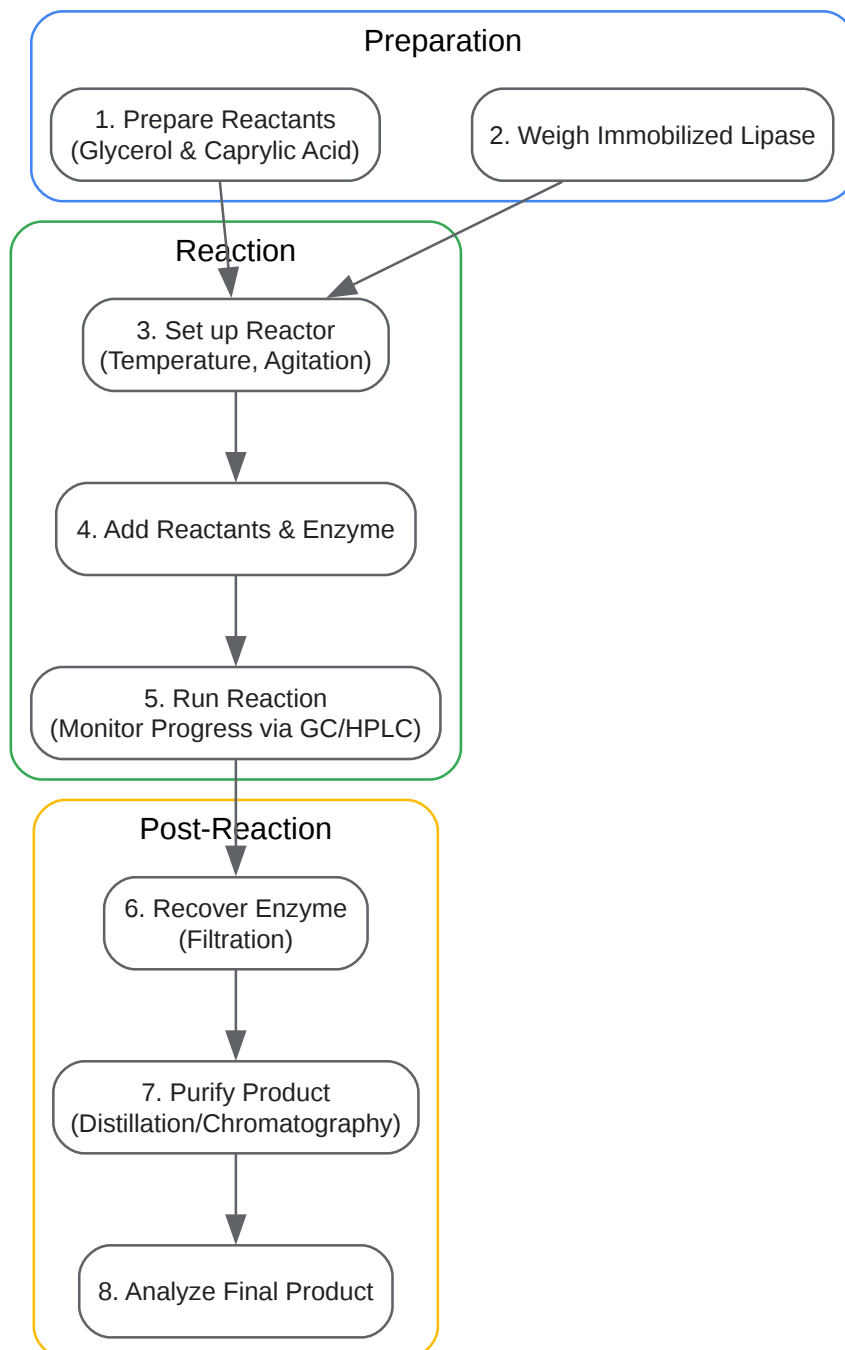 Preparation
1. Prepare Reactants
(Glycerol & Caprylic Acid)
2. Weigh Immobilized Lipase
Reaction
3. Set up Reactor
(Temperature, Agitation)
4. Add Reactants & Enzyme
5. Run Reaction
(Monitor Progress via GC/HPLC)
Post-Reaction
6. Recover Enzyme
(Filtration)
7. Purify Product
(Distillation/Chromatography)
8. Analyze Final Product